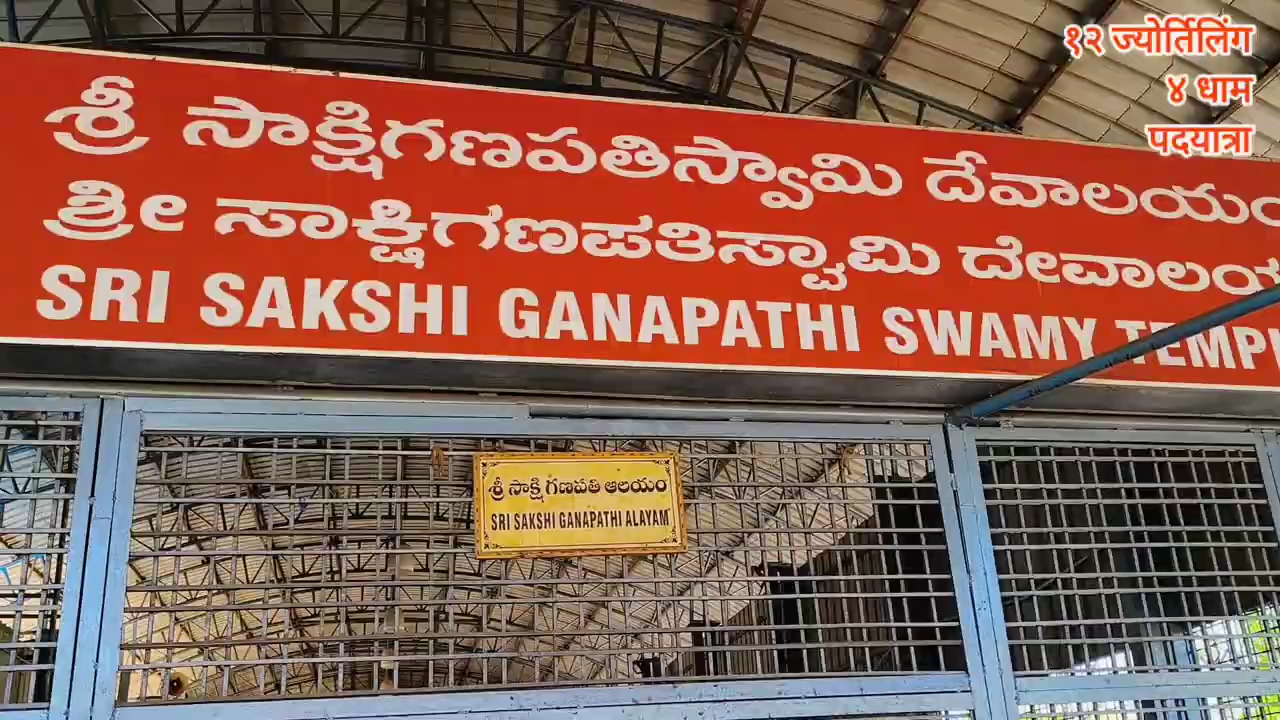 १२ ज्योर्तिलिंग
४ धाम
पदयात्रा
శ్రీ సాక్షిగణపతిస్వామి దేవాలయం
ಶ್ರೀ ಸಾಕ್ಷಿಗಣಪತಿಸ್ವಾಮಿ ದೇವಾಲಯ
SRI SAKSHI GANAPATHI SWAMY TEMPL
శ్రీ సాక్షి గణపతి ఆలయం
SRI SAKSHI GANAPATHI ALAYAM